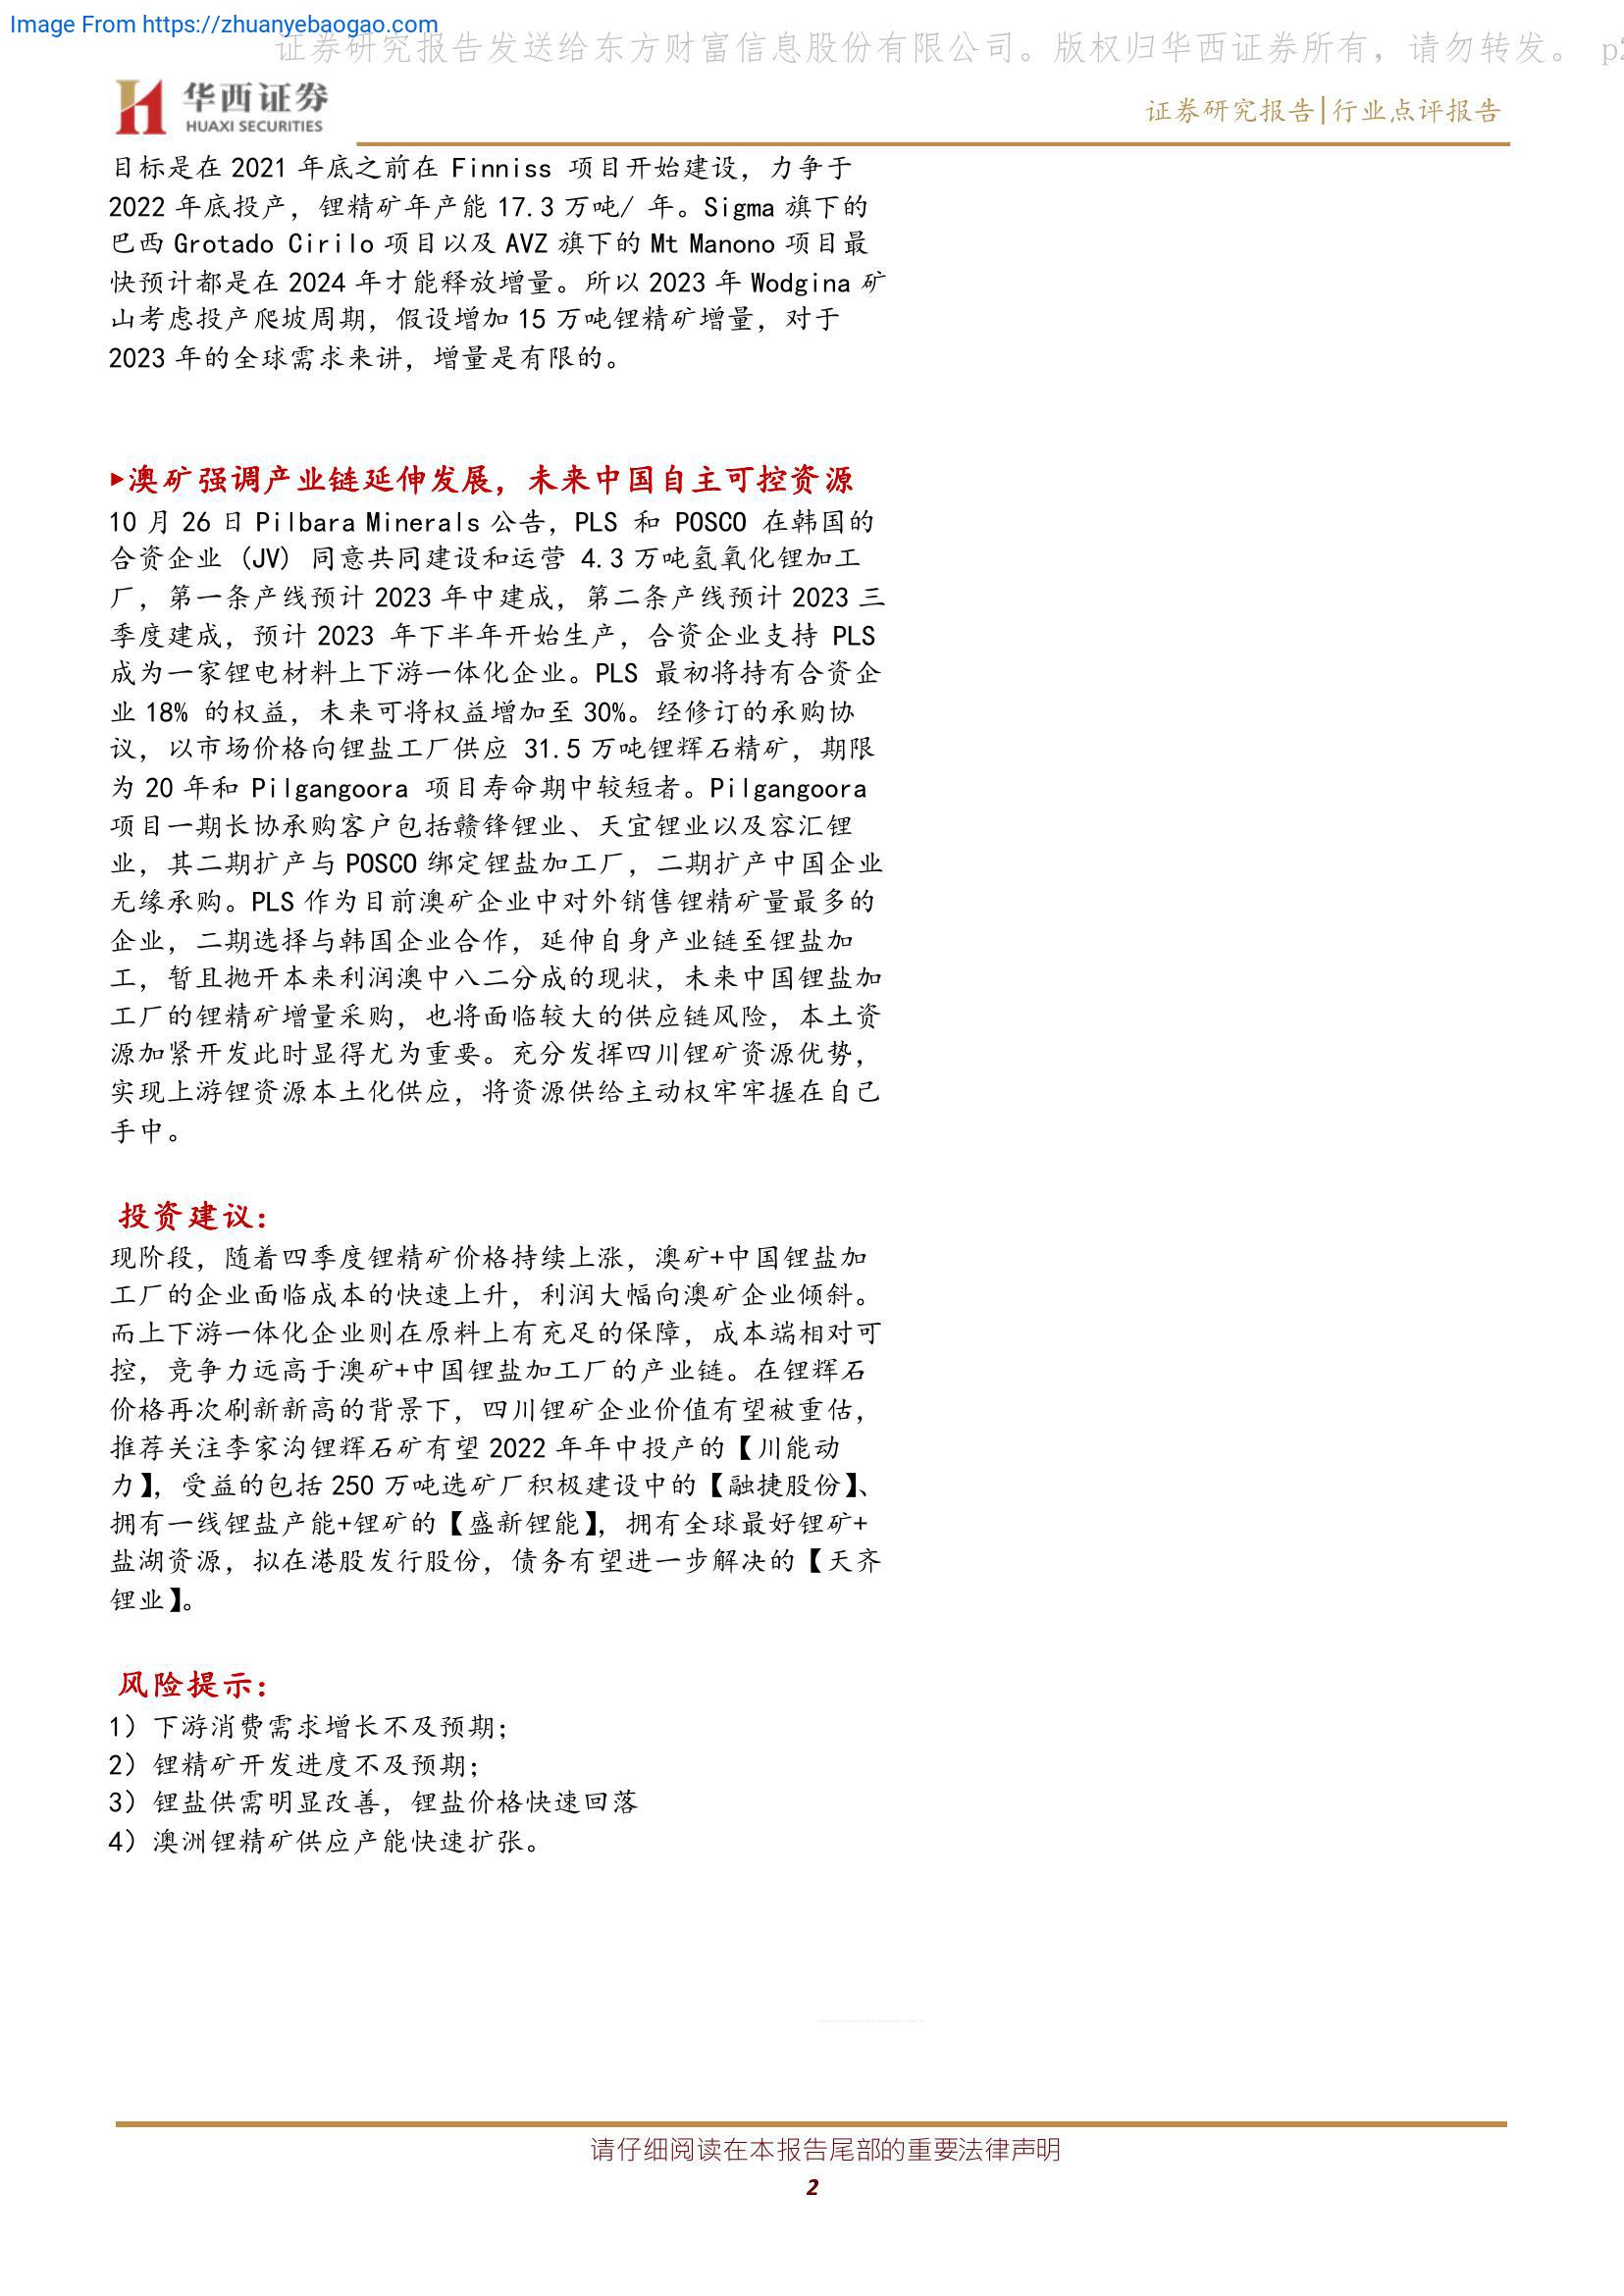 Image From https://zhuanyebaogao.com
证券研究报告发送给东方财富信息股份有限公司。版权归华西证券所有，请勿转发。 p2
华西证券
HUAXI SECURITIES
证券研究报告|行业点评报告
目标是在 2021 年底之前在 Finniss 项目开始建设，力争于
2022 年底投产，锂精矿年产能 17.3 万吨/ 年。Sigma 旗下的
巴西 Grotado Cirilo 项目以及 AVZ 旗下的 Mt Manono 项目最
快预计都是在 2024 年才能释放增量。所以 2023 年 Wodgina 矿
山考虑投产爬坡周期，假设增加 15 万吨锂精矿增量，对于
2023 年的全球需求来讲，增量是有限的。
▶澳矿强调产业链延伸发展，未来中国自主可控资源
10 月 26 日 Pilbara Minerals 公告，PLS 和 POSCO 在韩国的
合资企业 (JV) 同意共同建设和运营 4.3 万吨氢氧化锂加工
厂，第一条产线预计 2023 年中建成，第二条产线预计 2023 三
季度建成，预计 2023 年下半年开始生产，合资企业支持 PLS
成为一家锂电材料上下游一体化企业。PLS 最初将持有合资企
业 18% 的权益，未来可将权益增加至 30%。经修订的承购协
议，以市场价格向锂盐工厂供应 31.5 万吨锂辉石精矿，期限
为 20 年和 Pilgangoora 项目寿命期中较短者。Pilgangoora
项目一期长协承购客户包括赣锋锂业、天宜锂业以及容汇锂
业，其二期扩产与 POSCO 绑定锂盐加工厂，二期扩产中国企业
无缘承购。PLS 作为目前澳矿企业中对外销售锂精矿量最多的
企业，二期选择与韩国企业合作，延伸自身产业链至锂盐加
工，暂且抛开本来利润澳中八二分成的现状，未来中国锂盐加
工厂的锂精矿增量采购，也将面临较大的供应链风险，本土资
源加紧开发此时显得尤为重要。充分发挥四川锂矿资源优势，
实现上游锂资源本土化供应，将资源供给主动权牢牢握在自己
手中。
投资建议：
现阶段，随着四季度锂精矿价格持续上涨，澳矿+中国锂盐加
工厂的企业面临成本的快速上升，利润大幅向澳矿企业倾斜。
而上下游一体化企业则在原料上有充足的保障，成本端相对可
控，竞争力远高于澳矿+中国锂盐加工厂的产业链。在锂辉石
价格再次刷新新高的背景下，四川锂矿企业价值有望被重估，
推荐关注李家沟锂辉石矿有望 2022 年年中投产的【川能动
力】，受益的包括 250 万吨选矿厂积极建设中的【融捷股份】、
拥有一线锂盐产能+锂矿的【盛新锂能】，拥有全球最好锂矿+
盐湖资源，拟在港股发行股份，债务有望进一步解决的【天齐
锂业】。
风险提示：
1）下游消费需求增长不及预期；
2）锂精矿开发进度不及预期；
3）锂盐供需明显改善，锂盐价格快速回落
4）澳洲锂精矿供应产能快速扩张。
请仔细阅读在本报告尾部的重要法律声明
2